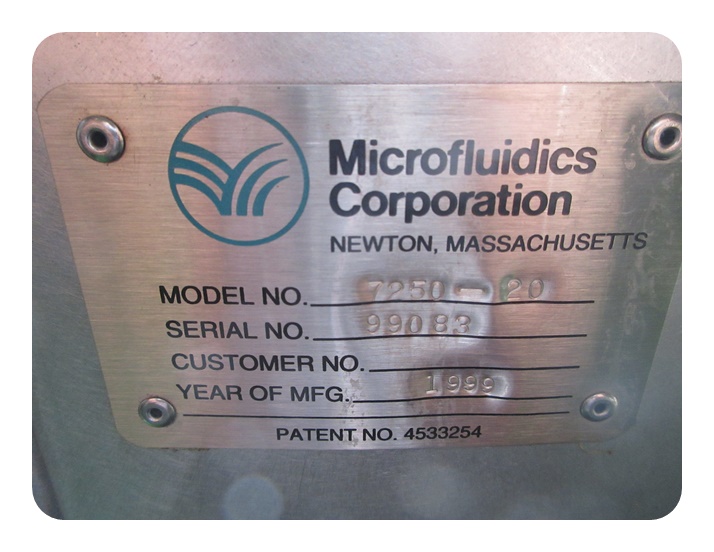 Microfluidics
Corporation
NEWTON, MASSACHUSETTS
MODEL NO. 7250-20
SERIAL NO. 99083
CUSTOMER NO.
YEAR OF MFG. 1999
PATENT NO. 4533254